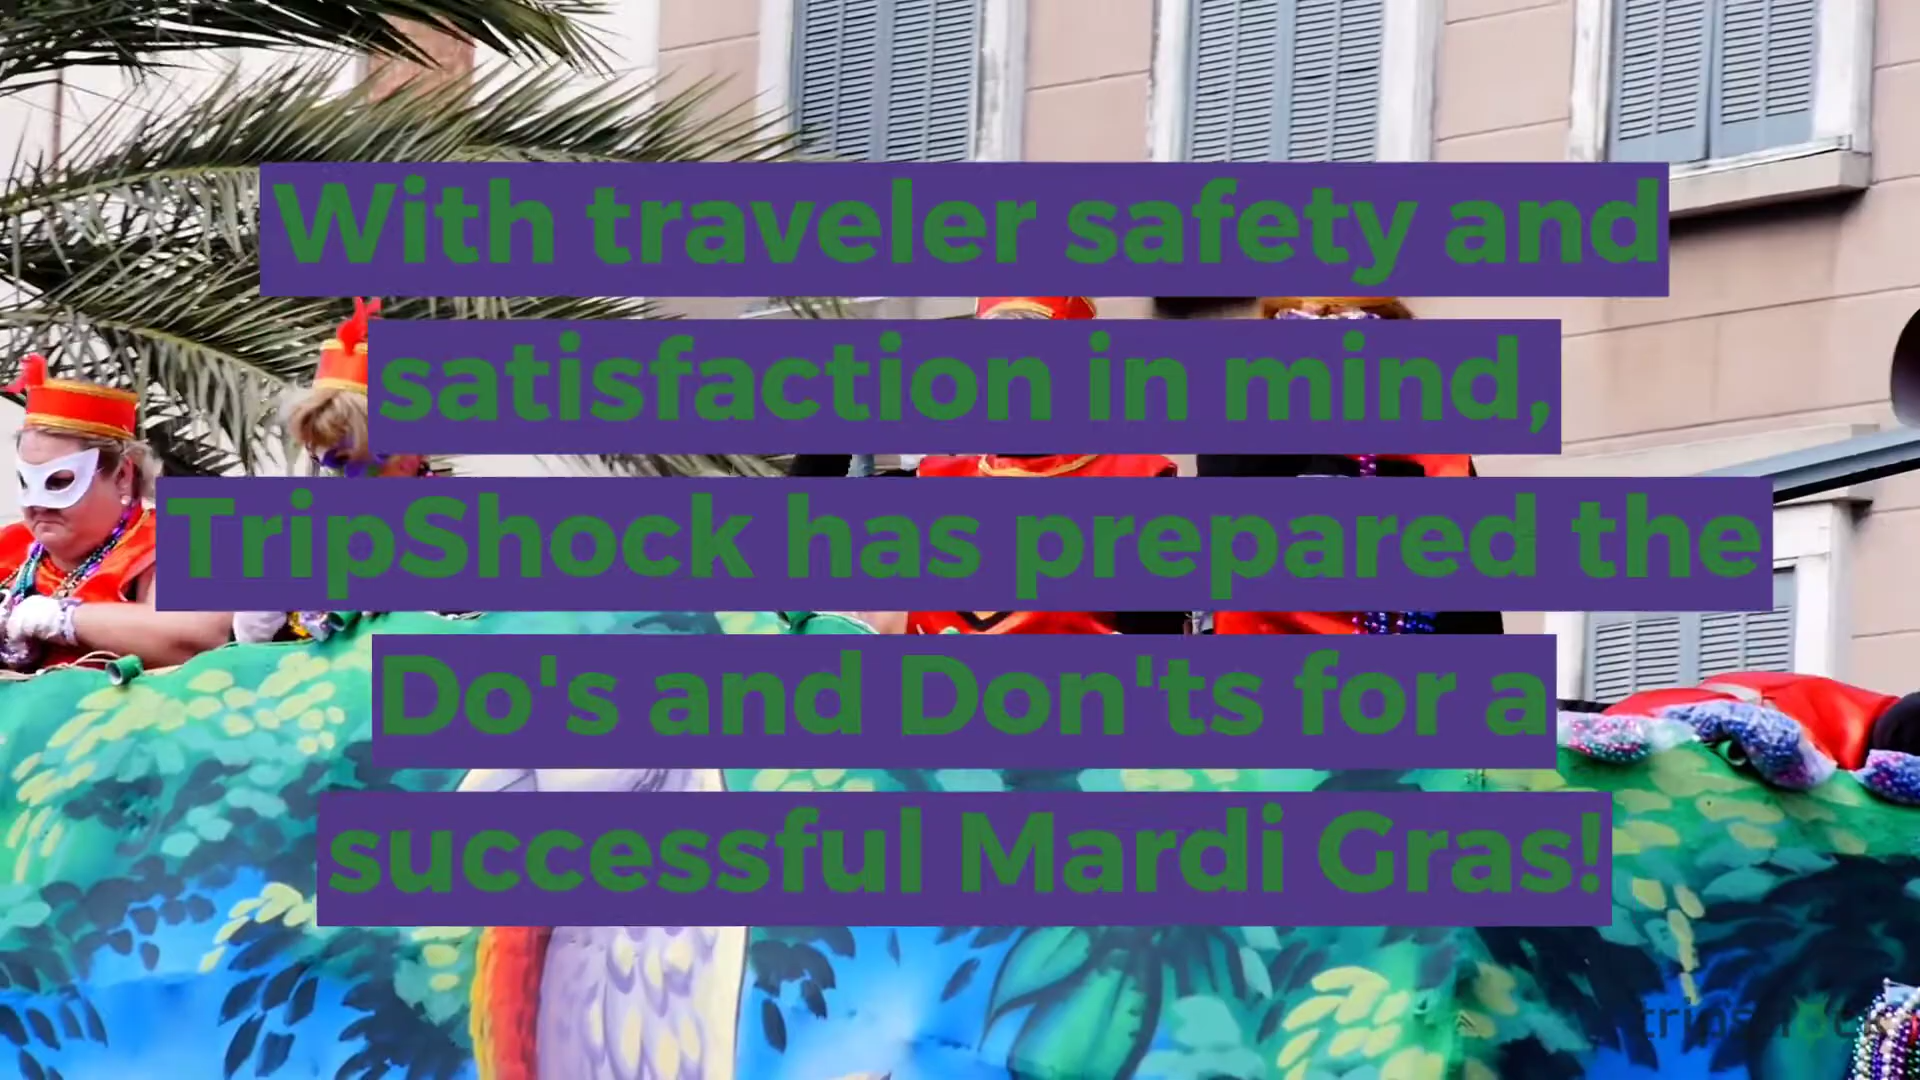 With traveler safety and
satisfaction in mind,
TripShock has prepared the
Do's and Don'ts for a
successful Mardi Gras!
tripshock